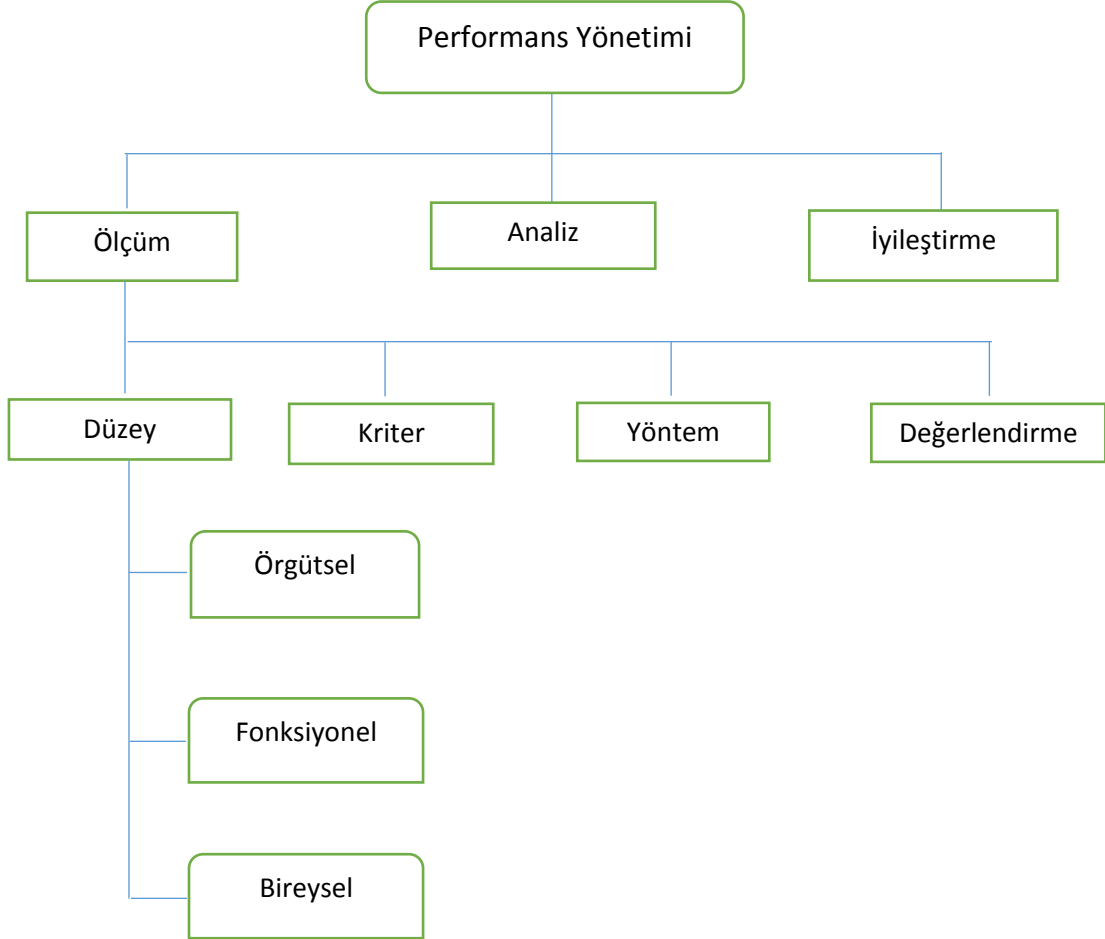 Performans Yönetimi
Ölçüm
Analiz
İyileştirme
Düzey
Kriter
Yöntem
Değerlendirme
Örgütsel
Fonksiyonel
Bireysel